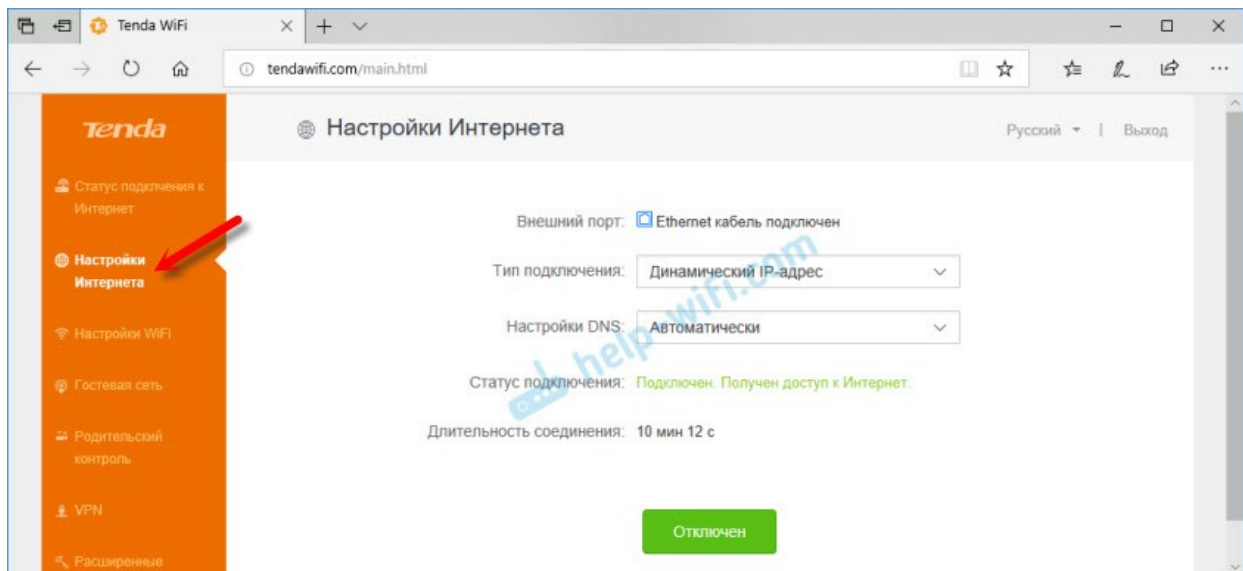 Tenda WiFi
tendawifi.com/main.html
Tenda
Настройки Интернета
Русский | Выход
Статус подключения к
Интернет
Настройки
Интернета
Настройки WiFi
Гостевая сеть
Родительский
контроль
VPN
Расширенные
Внешний порт: Ethernet кабель подключен
Тип подключения: Динамический IP-адрес
Настройки DNS: Автоматически
Статус подключения: Подключен. Получен доступ к Интернет.
Длительность соединения: 10 мин 12 с
Отключен
help-wifi.com